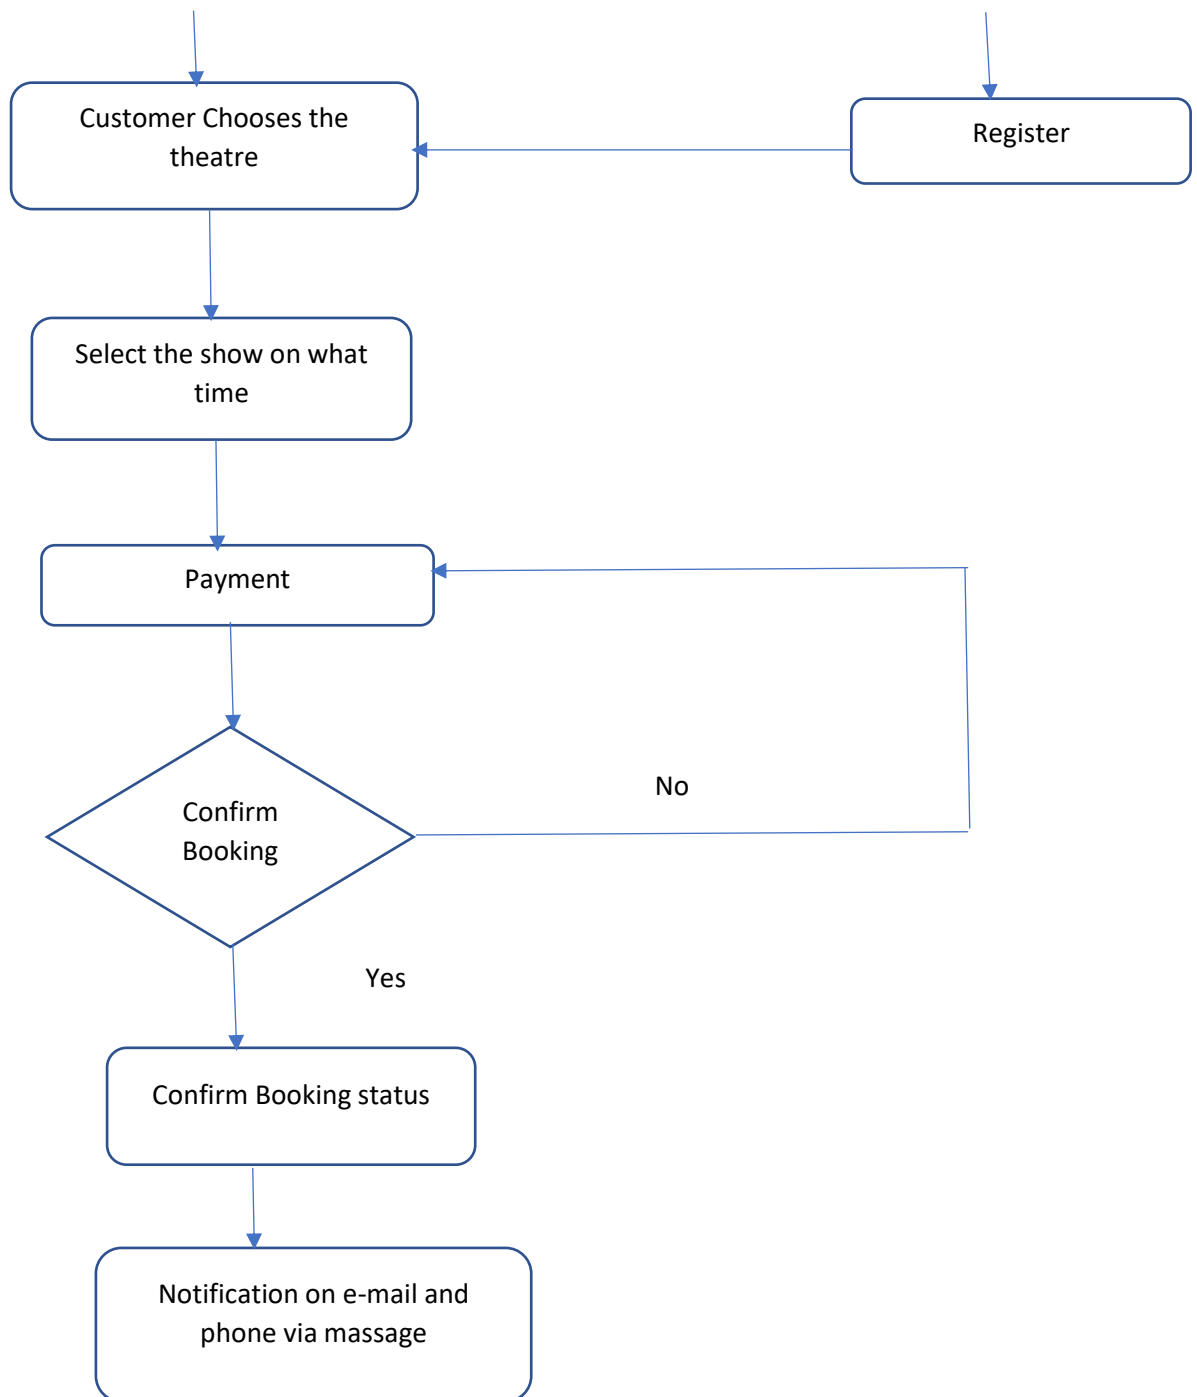 Customer Chooses the
theatre
Register
Select the show on what
time
Payment
No
Confirm
Booking
Yes
Confirm Booking status
Notification on e-mail and
phone via massage